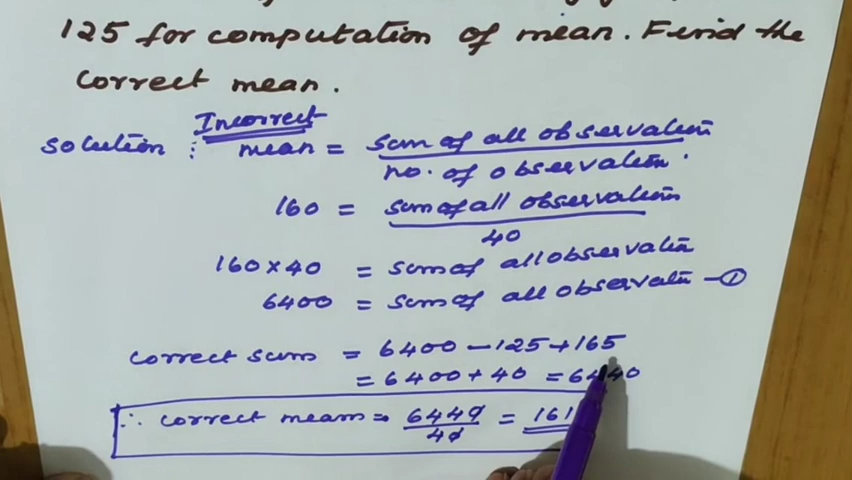 125 for computation of mean. Find the
correct mean.
Incorrect
solution : mean = sum of all observation
no. of observation.
160 = sum of all observation
40
160 × 40 = sum of all observatin
6400 = sum of all observatin - ①
correct sum = 6400 - 125 + 165
= 6400 + 40 = 6440
∴ correct mean = 6440 = 161
40